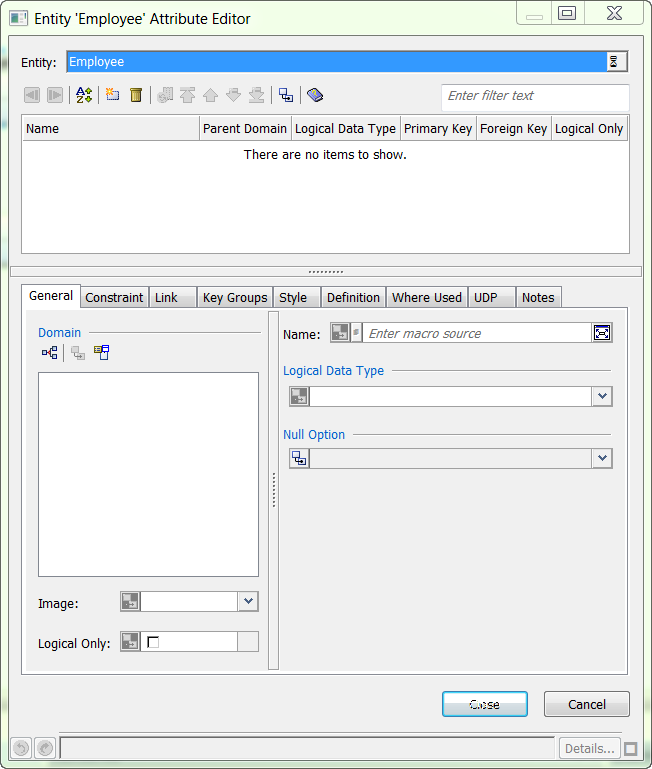 Entity 'Employee' Attribute Editor
Entity: Employee
Enter filter text
Name Parent Domain Logical Data Type Primary Key Foreign Key Logical Only
There are no items to show.
General Constraint Link Key Groups Style Definition Where Used UDP Notes
Domain
Name: Enter macro source
Logical Data Type
Null Option
Image:
Logical Only:
Close Cancel
Details...